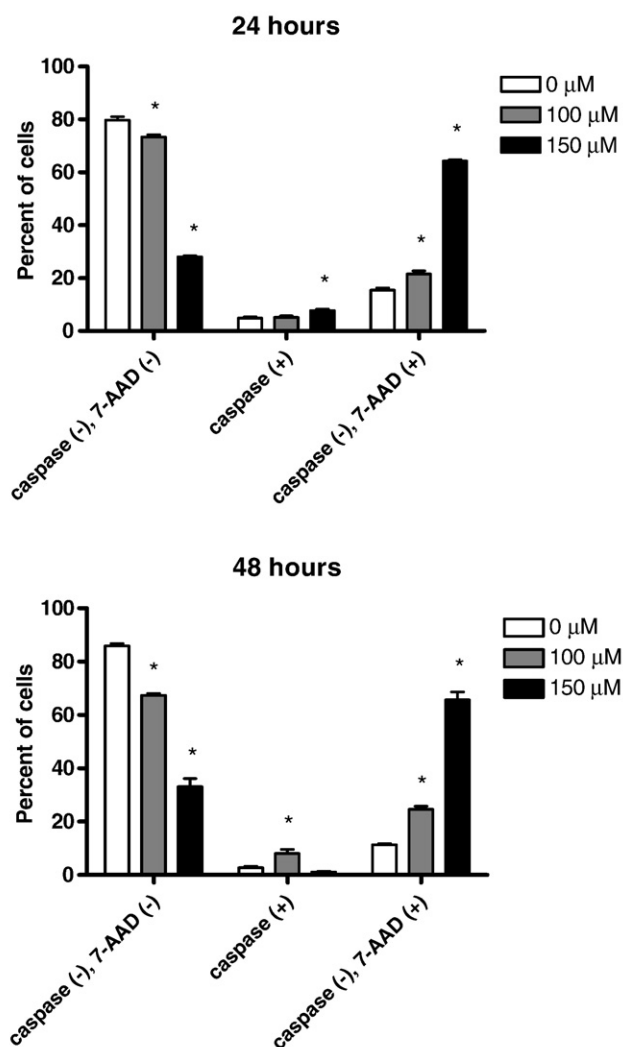 24 hours
100
80
60
40
20
0
Percent of cells
0 μM
100 μM
150 μM
*
*
*
*
*
caspase (-), 7-AAD (-)
caspase (+)
caspase (-), 7-AAD (+)
48 hours
100
80
60
40
20
0
Percent of cells
0 μM
100 μM
150 μM
*
*
*
*
*
caspase (-), 7-AAD (-)
caspase (+)
caspase (-), 7-AAD (+)